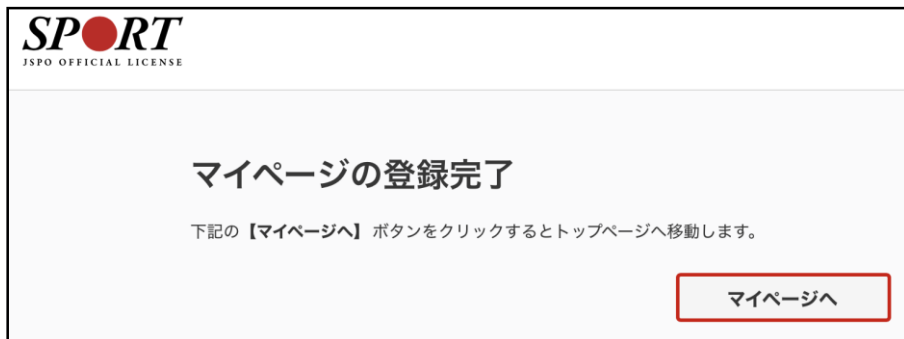 SPORT
JSPO OFFICIAL LICENSE
マイページの登録完了
下記の【マイページへ】ボタンをクリックするとトップページへ移動します。
マイページへ